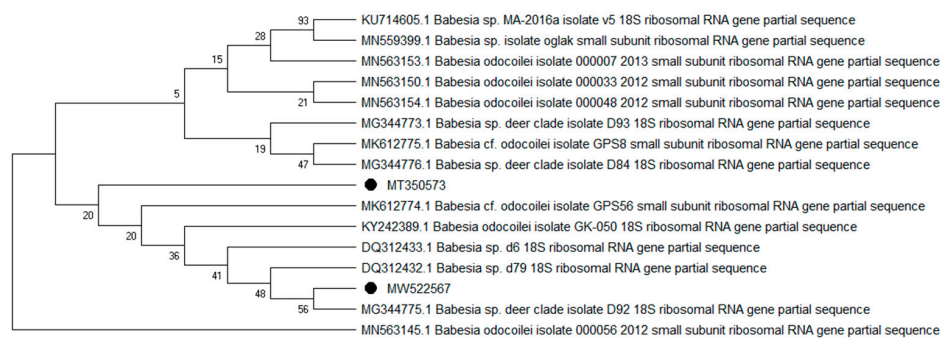 93
KU714605.1 Babesia sp. MA-2016a isolate v5 18S ribosomal RNA gene partial sequence
28
MN559399.1 Babesia sp. isolate oglak small subunit ribosomal RNA gene partial sequence
15
MN563153.1 Babesia odocoilei isolate 000007 2013 small subunit ribosomal RNA gene partial sequence
MN563150.1 Babesia odocoilei isolate 000033 2012 small subunit ribosomal RNA gene partial sequence
5
21
MN563154.1 Babesia odocoilei isolate 000048 2012 small subunit ribosomal RNA gene partial sequence
MG344773.1 Babesia sp. deer clade isolate D93 18S ribosomal RNA gene partial sequence
19
MK612775.1 Babesia cf. odocoilei isolate GPS8 small subunit ribosomal RNA gene partial sequence
47
MG344776.1 Babesia sp. deer clade isolate D84 18S ribosomal RNA gene partial sequence
MT350573
20
MK612774.1 Babesia cf. odocoilei isolate GPS56 small subunit ribosomal RNA gene partial sequence
20
KY242389.1 Babesia odocoilei isolate GK-050 18S ribosomal RNA gene partial sequence
36
DQ312433.1 Babesia sp. d6 18S ribosomal RNA gene partial sequence
41
DQ312432.1 Babesia sp. d79 18S ribosomal RNA gene partial sequence
48
MW522567
56
MG344775.1 Babesia sp. deer clade isolate D92 18S ribosomal RNA gene partial sequence
MN563145.1 Babesia odocoilei isolate 000056 2012 small subunit ribosomal RNA gene partial sequence